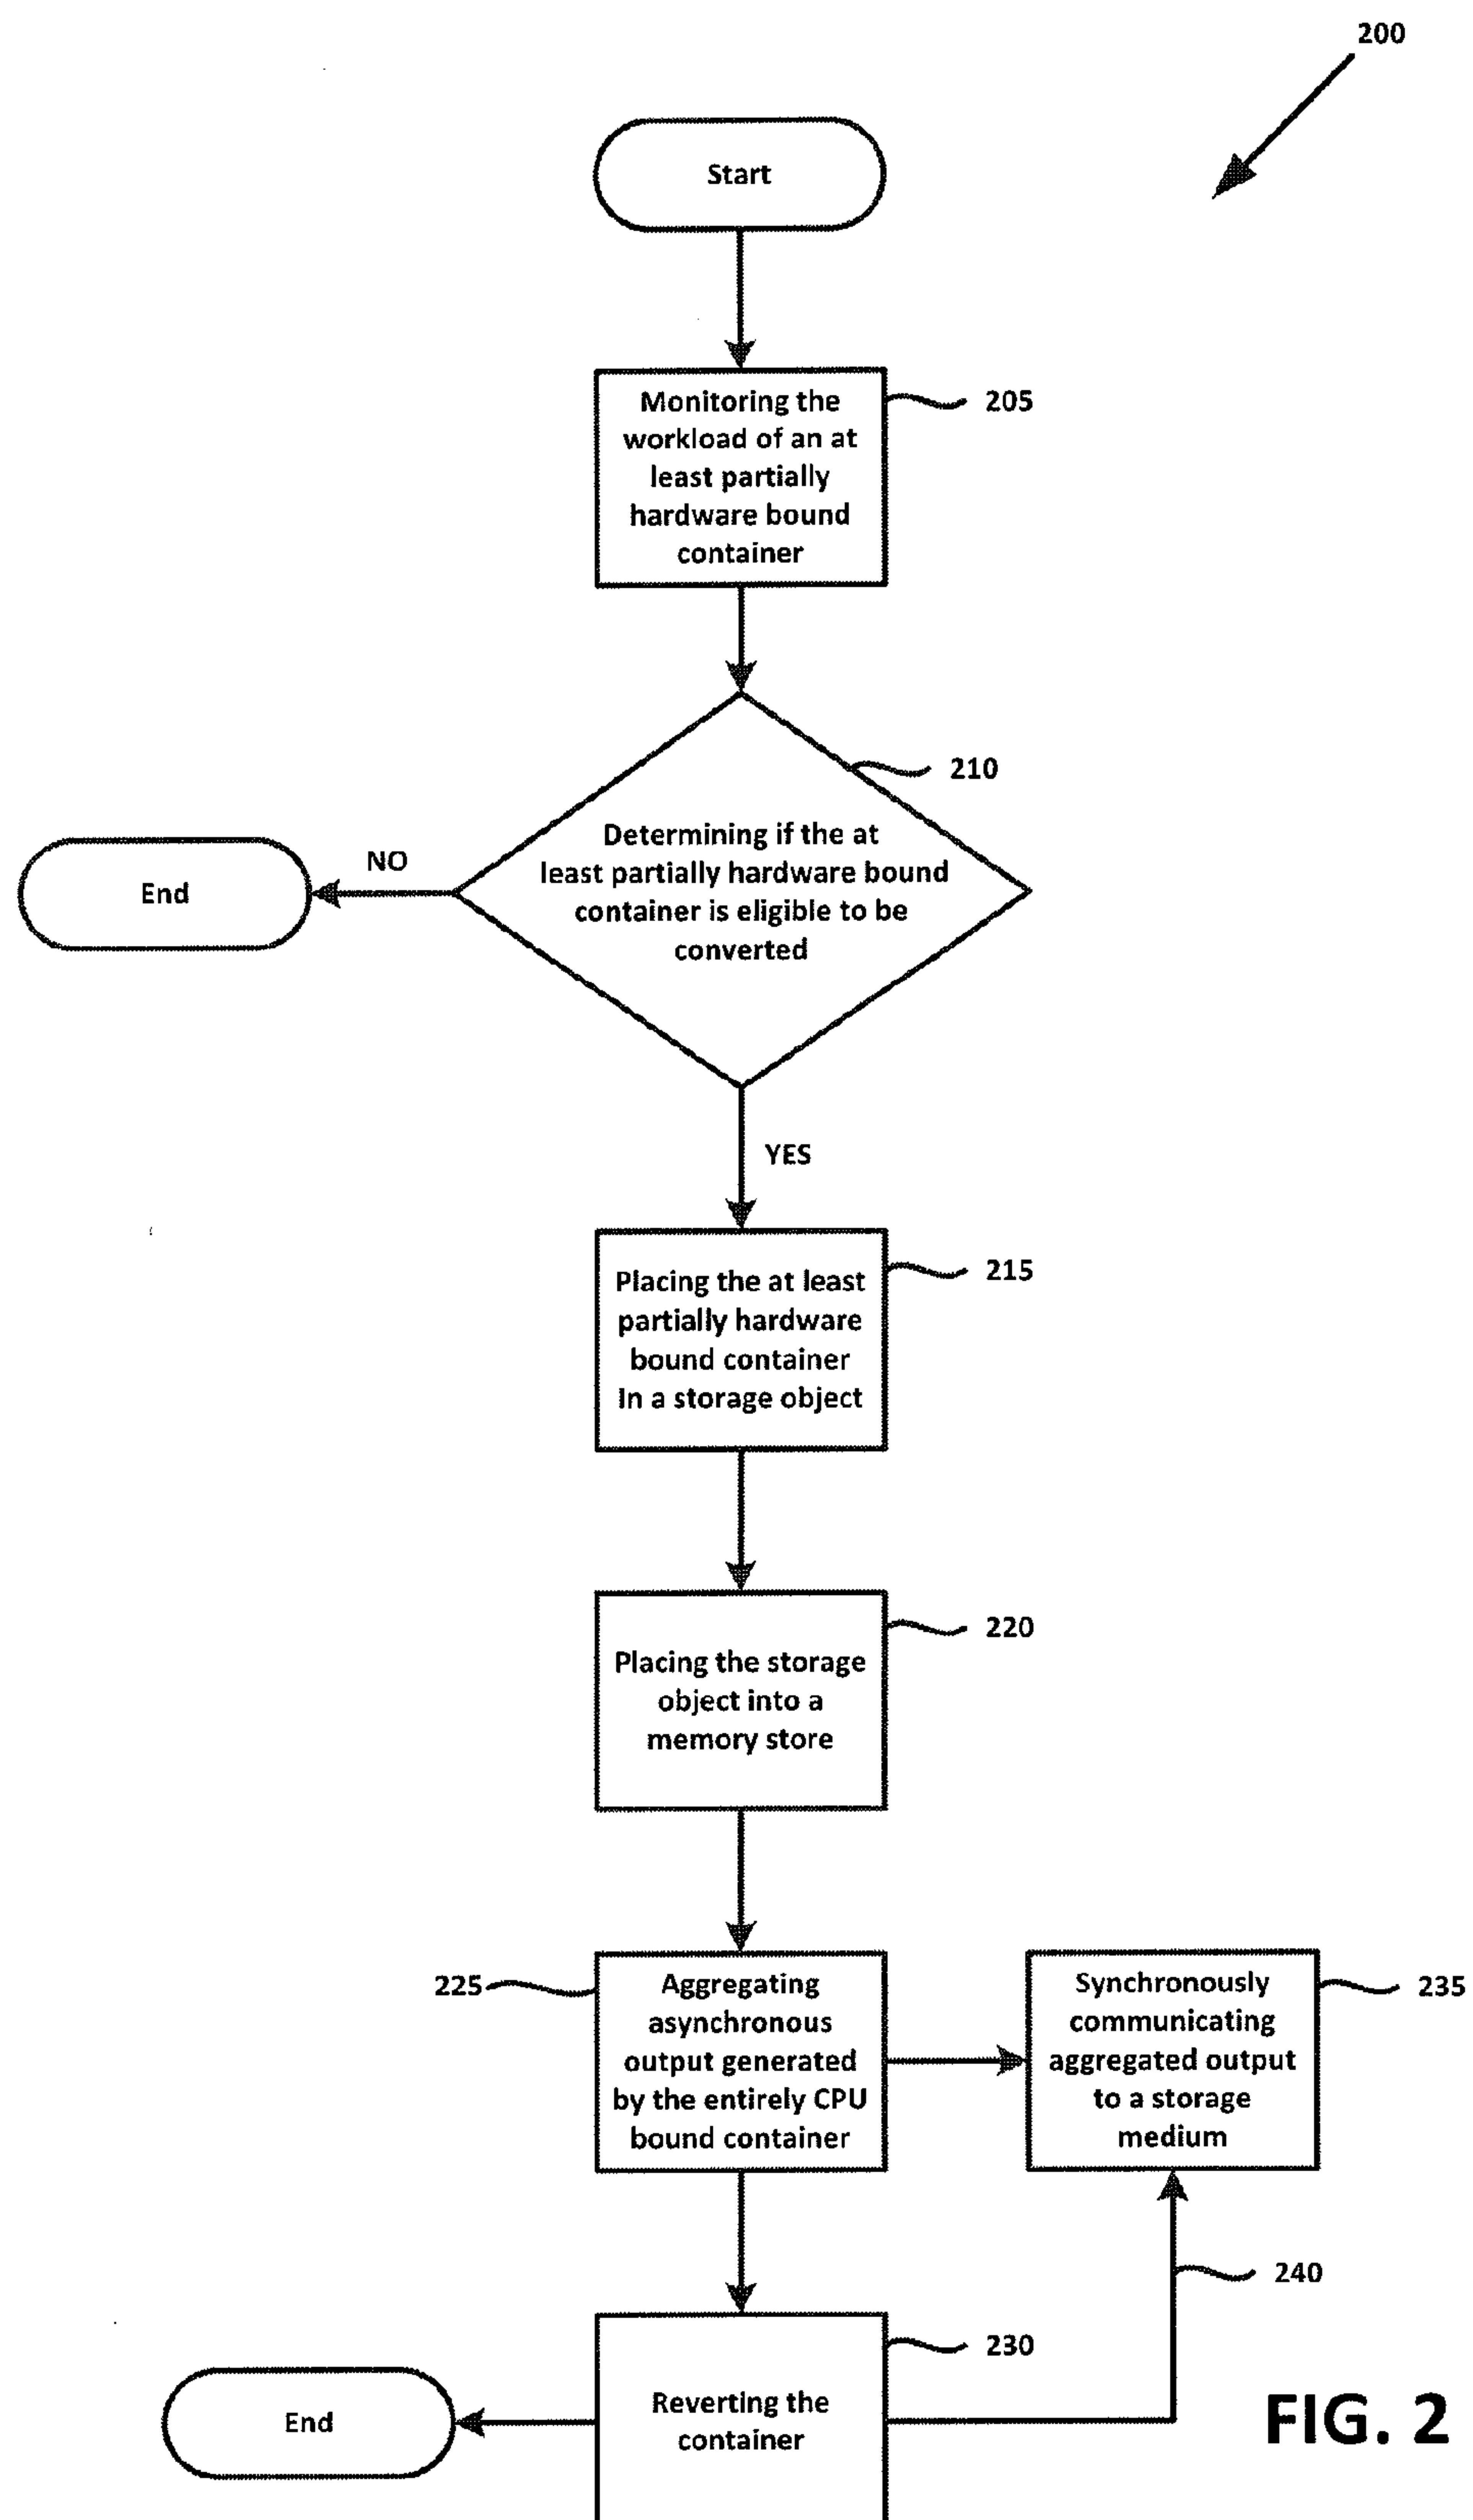 200
Start
Monitoring the
workload of an at
least partially
hardware bound
container
205
210
Determining if the at
least partially hardware bound
container is eligible to be
converted
NO
End
YES
Placing the at least
partially hardware
bound container
In a storage object
215
Placing the storage
object into a
memory store
220
225
Aggregating
asynchronous
output generated
by the entirely CPU
bound container
Synchronously
communicating
aggregated output
to a storage
medium
235
240
230
Reverting the
container
End
FIG. 2